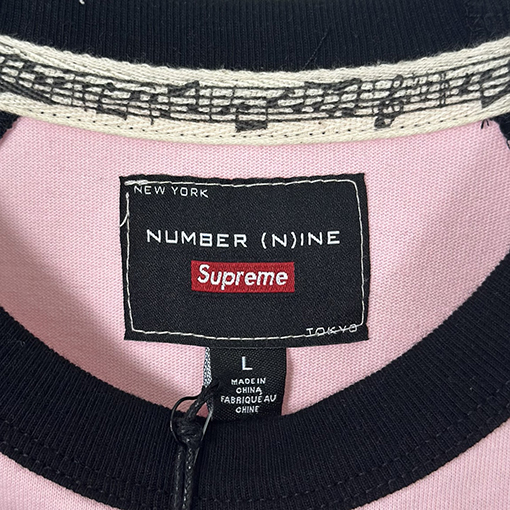 NEW YORK
NUMBER (N)INE
Supreme
TOKYO
L
MADE IN
CHINA
FABRIQUÉ AU
CHINE